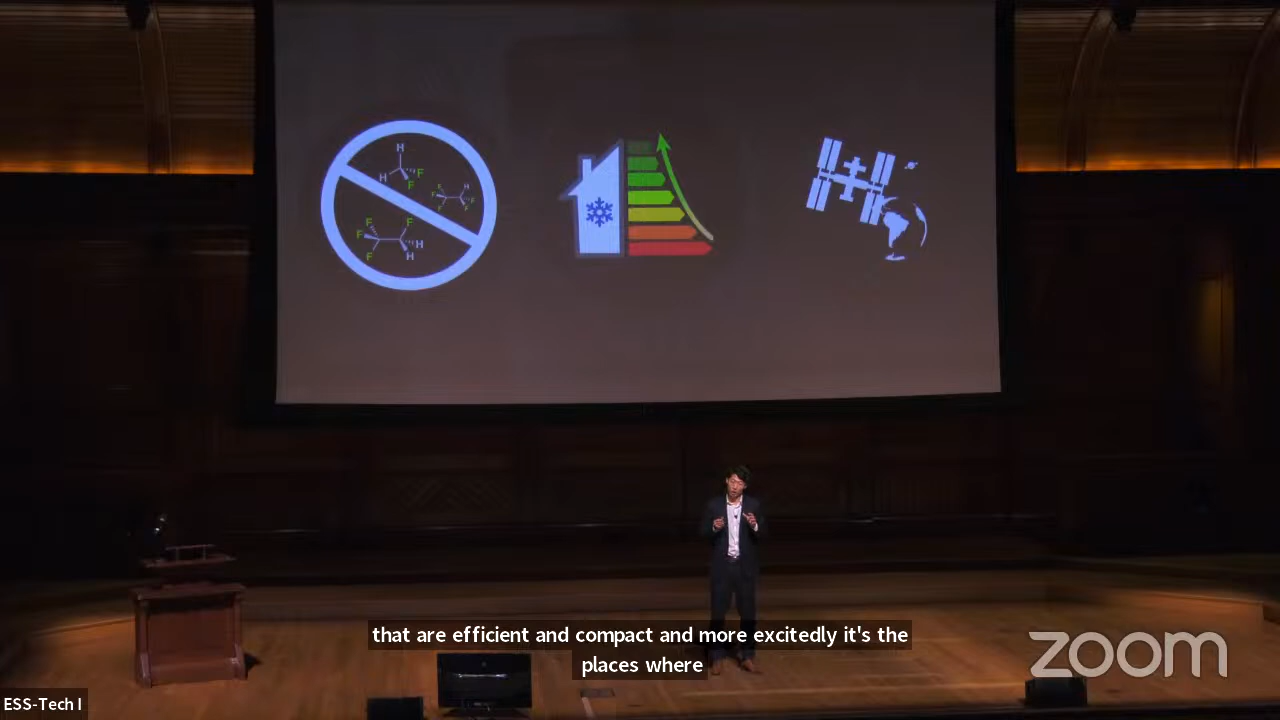 H
H
F
F
F
F
H
F
F
H
H
that are efficient and compact and more excitedly it's the
places where
zoom
ESS-Tech I